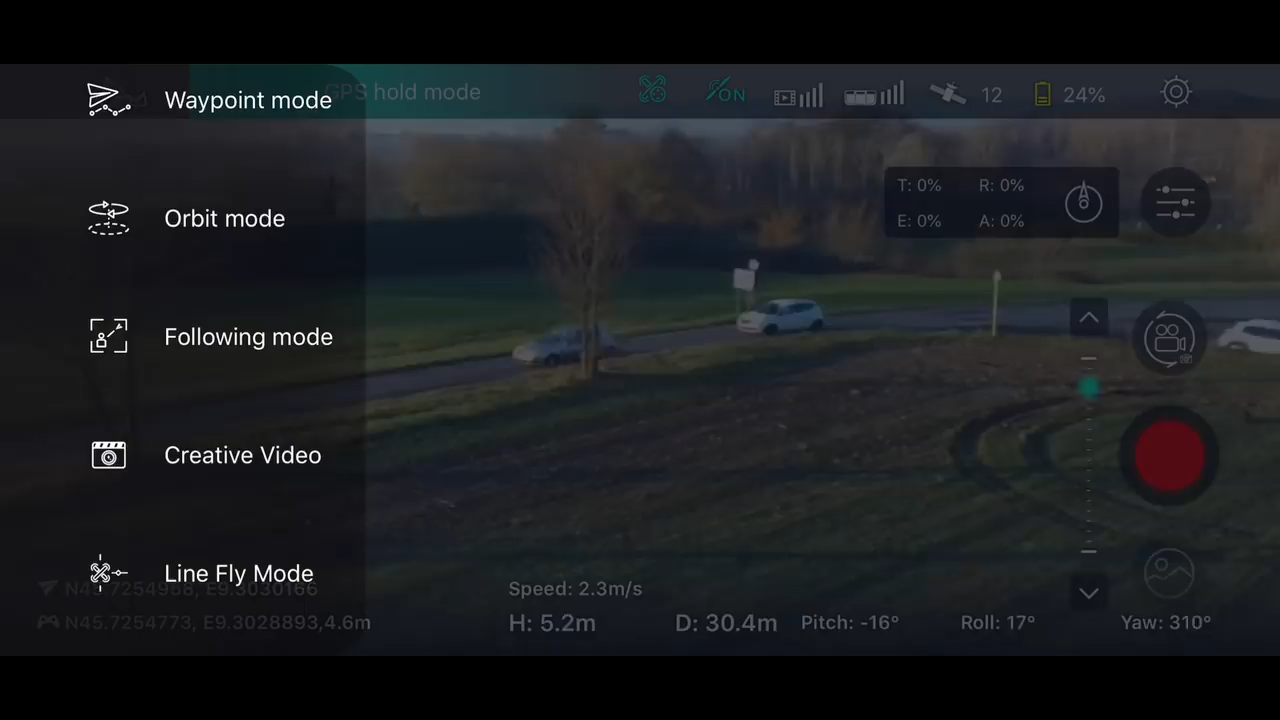 Waypoint mode
GPS hold mode
ON
12
24%
T: 0% R: 0%
E: 0% A: 0%
Orbit mode
Following mode
Creative Video
Line Fly Mode
Speed: 2.3m/s
N45.7254773, E9.3028893,4.6m
H: 5.2m D: 30.4m Pitch: -16° Roll: 17° Yaw: 310°